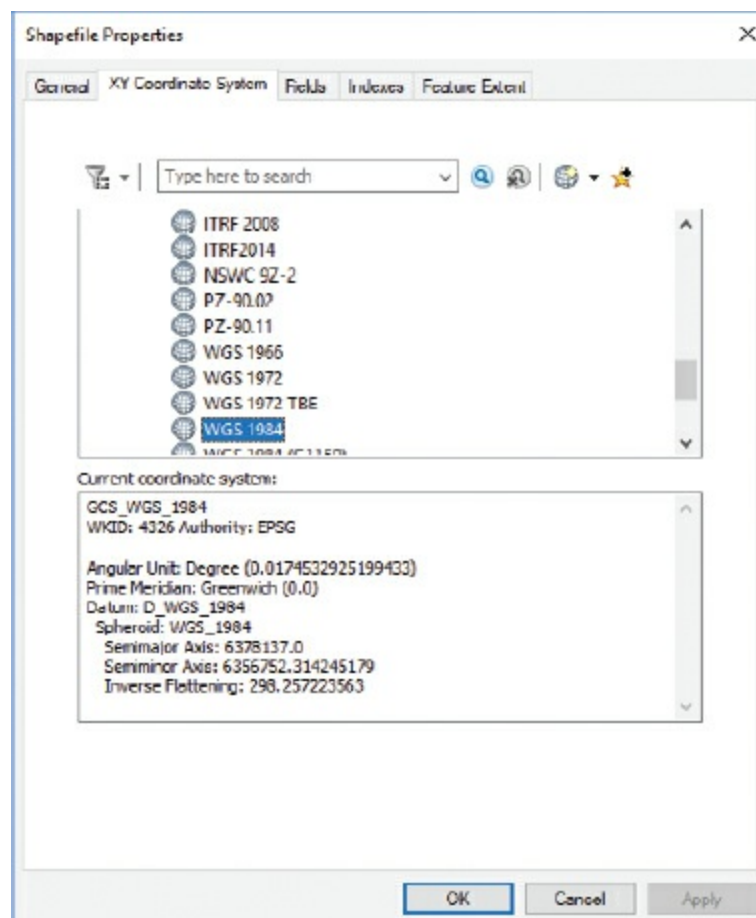 Shapefile Properties
General XY Coordinate System Fields Indexes Feature Extent
Type here to search
ITRF 2008
ITRF2014
NSWC 9Z-2
PZ-90.02
PZ-90.11
WGS 1966
WGS 1972
WGS 1972 TBE
WGS 1984
WGS 1984 (G1150)
Current coordinate system:
GCS_WGS_1984
WKID: 4326 Authority: EPSG
Angular Unit: Degree (0.0174532925199433)
Prime Meridian: Greenwich (0.0)
Datum: D_WGS_1984
Spheroid: WGS_1984
Semimajor Axis: 6378137.0
Semiminor Axis: 6356752.314245179
Inverse Flattening: 298.257223563
OK Cancel Apply